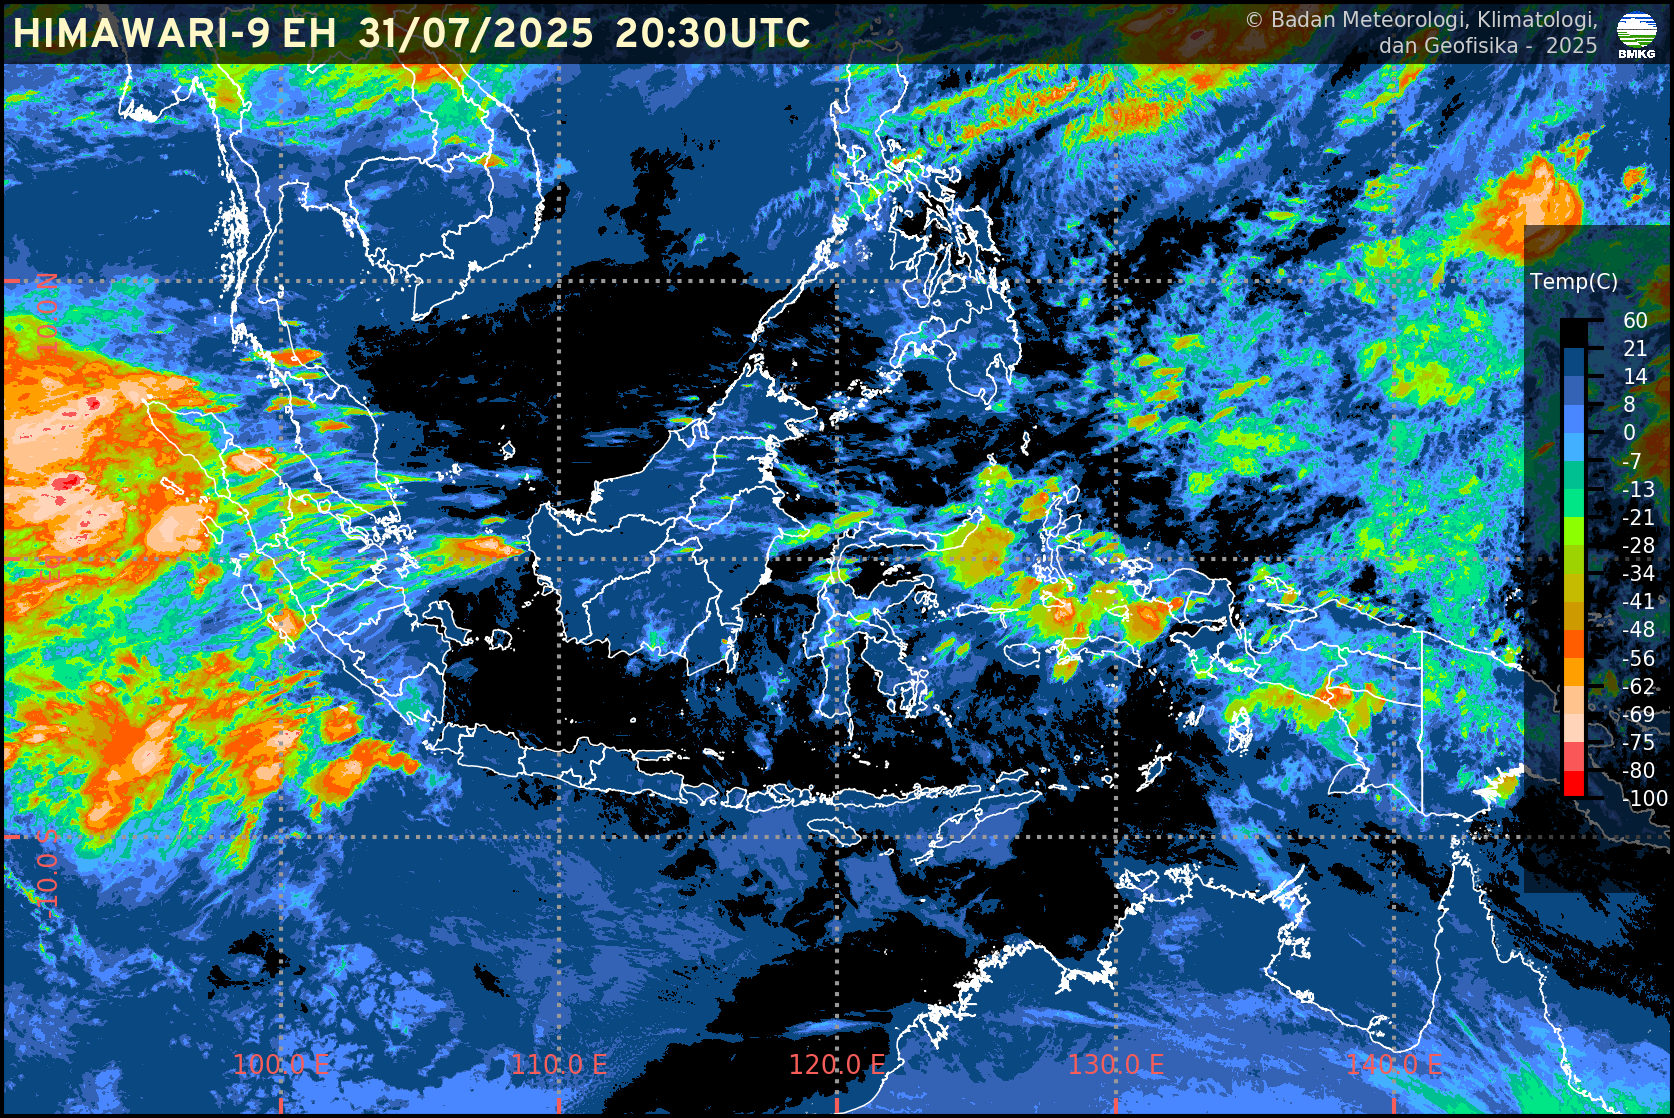 HIMAWARI-9 EH 31/07/2025 20:30UTC
© Badan Meteorologi, Klimatologi,
dan Geofisika - 2025
BMKG
10.0 N
EQ
-10.0 S
Temp(C)
60
21
14
8
0
-7
-13
-21
-28
-34
-41
-48
-56
-62
-69
-75
-80
-100
100.0 E
110.0 E
120.0 E
130.0 E
140.0 E